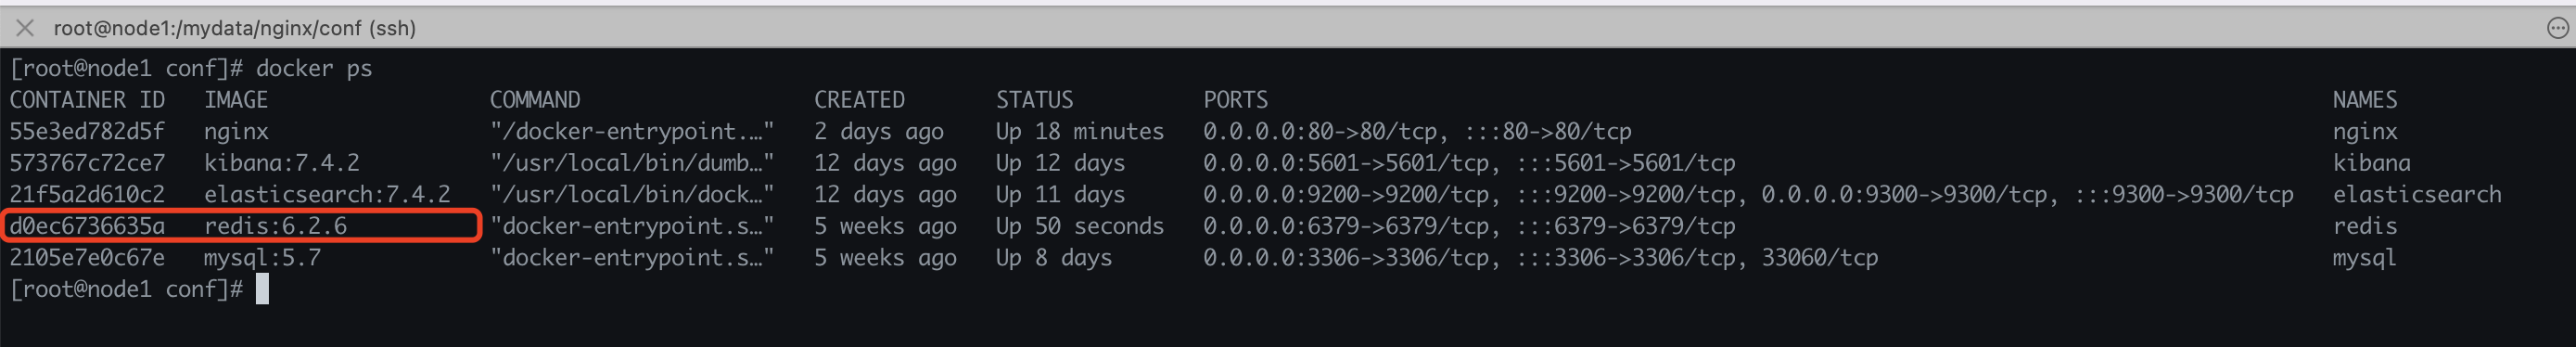 root@node1:/mydata/nginx/conf (ssh)
[root@node1 conf]# docker ps
CONTAINER ID   IMAGE                 COMMAND                  CREATED       STATUS         PORTS                                                                                  NAMES
55e3ed782d5f   nginx                 "/docker-entrypoint.…"   2 days ago    Up 18 minutes   0.0.0.0:80->80/tcp, :::80->80/tcp                                                      nginx
573767c72ce7   kibana:7.4.2          "/usr/local/bin/dumb…"   12 days ago   Up 12 days      0.0.0.0:5601->5601/tcp, :::5601->5601/tcp                                              kibana
21f5a2d610c2   elasticsearch:7.4.2   "/usr/local/bin/dock…"   12 days ago   Up 11 days      0.0.0.0:9200->9200/tcp, :::9200->9200/tcp, 0.0.0.0:9300->9300/tcp, :::9300->9300/tcp   elasticsearch
d0ec6736635a   redis:6.2.6           "docker-entrypoint.s…"   5 weeks ago   Up 50 seconds   0.0.0.0:6379->6379/tcp, :::6379->6379/tcp                                              redis
2105e7e0c67e   mysql:5.7             "docker-entrypoint.s…"   5 weeks ago   Up 8 days       0.0.0.0:3306->3306/tcp, :::3306->3306/tcp, 33060/tcp                                   mysql
[root@node1 conf]#